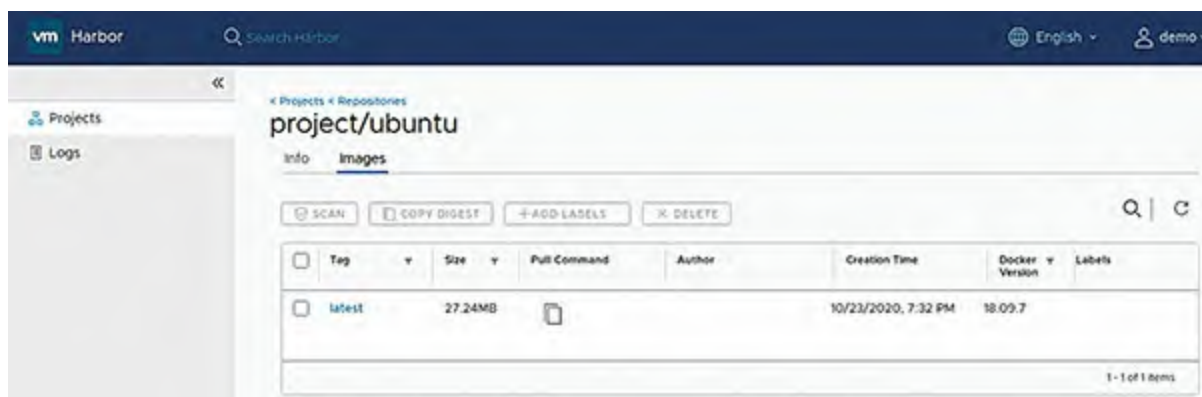 vm Harbor Search Harbor English demo
«
< Projects < Repositories
Projects
project/ubuntu
Logs
Info Images
SCAN COPY DIGEST +ADD LABELS × DELETE
Tag Size Pull Command Author Creation Time Docker Version Labels
latest 27.24MB 10/23/2020, 7:32 PM 18.09.7
1-1 of 1 items